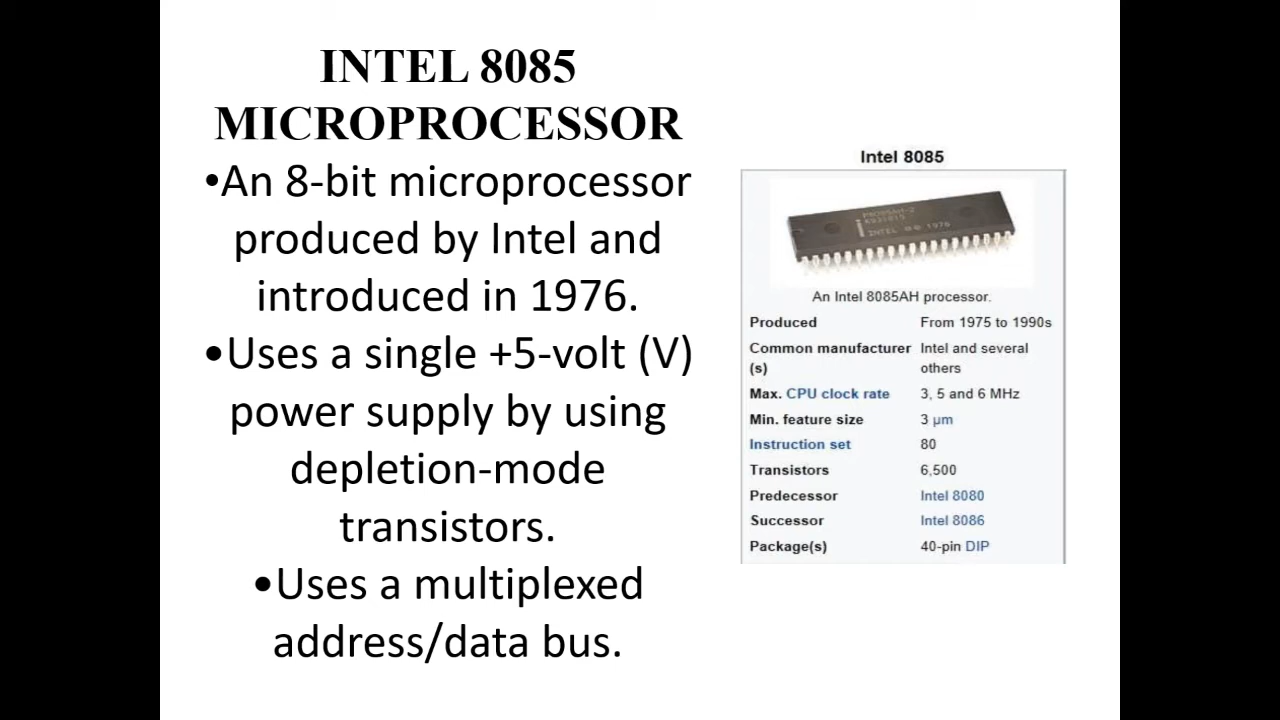 INTEL 8085
MICROPROCESSOR
•An 8-bit microprocessor
produced by Intel and
introduced in 1976.
•Uses a single +5-volt (V)
power supply by using
depletion-mode
transistors.
•Uses a multiplexed
address/data bus.
Intel 8085
INTEL 1976
An Intel 8085AH processor.
Produced From 1975 to 1990s
Common manufacturer Intel and several
(s) others
Max. CPU clock rate 3, 5 and 6 MHz
Min. feature size 3 µm
Instruction set 80
Transistors 6,500
Predecessor Intel 8080
Successor Intel 8086
Package(s) 40-pin DIP